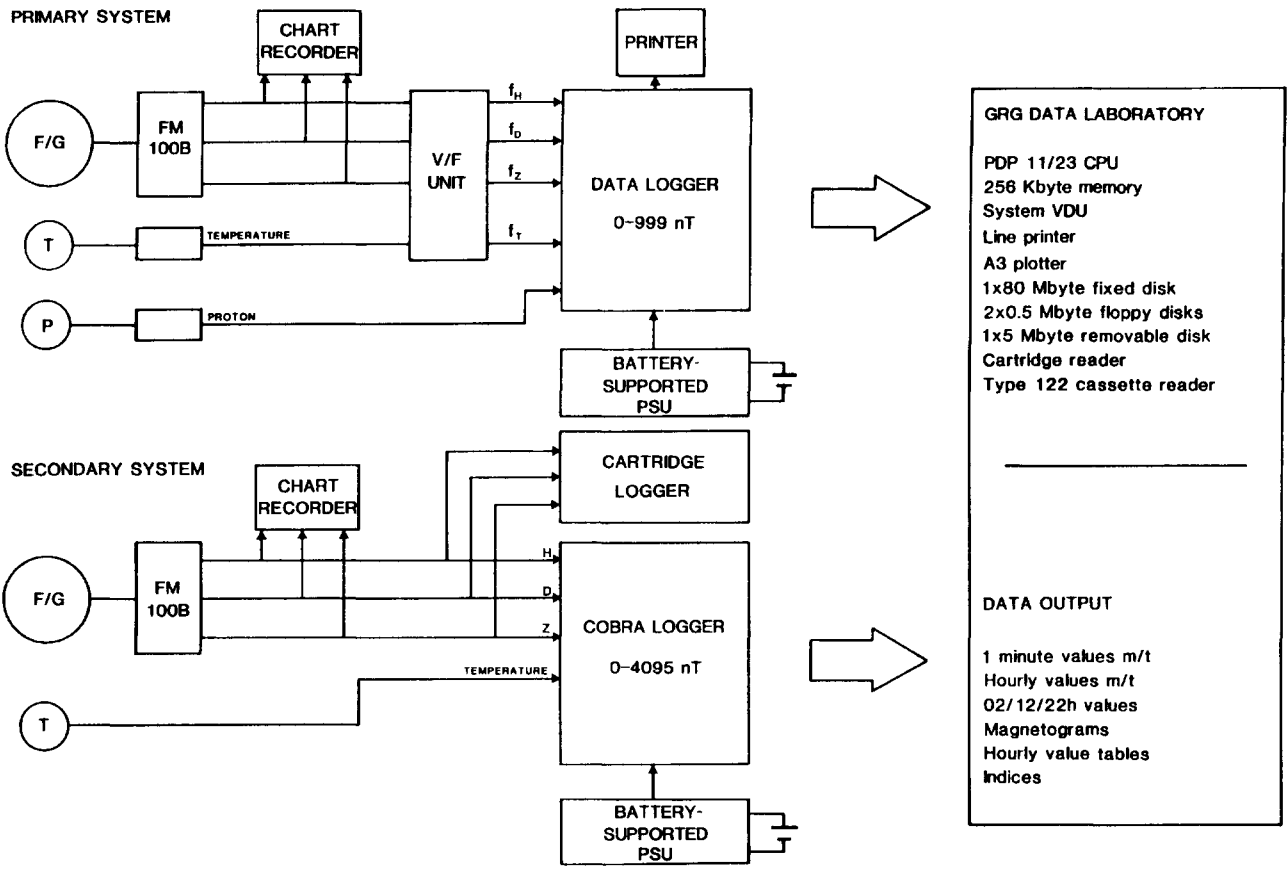 PRIMARY SYSTEM
CHART
RECORDER
PRINTER
F/G
FM
100B
V/F
UNIT
fH
fD
fZ
fT
DATA LOGGER
0-999 nT
T
TEMPERATURE
P
PROTON
BATTERY-
SUPPORTED
PSU
SECONDARY SYSTEM
CHART
RECORDER
CARTRIDGE
LOGGER
F/G
FM
100B
H
D
Z
TEMPERATURE
COBRA LOGGER
0-4095 nT
T
BATTERY-
SUPPORTED
PSU
GRG DATA LABORATORY
PDP 11/23 CPU
256 Kbyte memory
System VDU
Line printer
A3 plotter
1x80 Mbyte fixed disk
2x0.5 Mbyte floppy disks
1x5 Mbyte removable disk
Cartridge reader
Type 122 cassette reader
DATA OUTPUT
1 minute values m/t
Hourly values m/t
02/12/22h values
Magnetograms
Hourly value tables
Indices